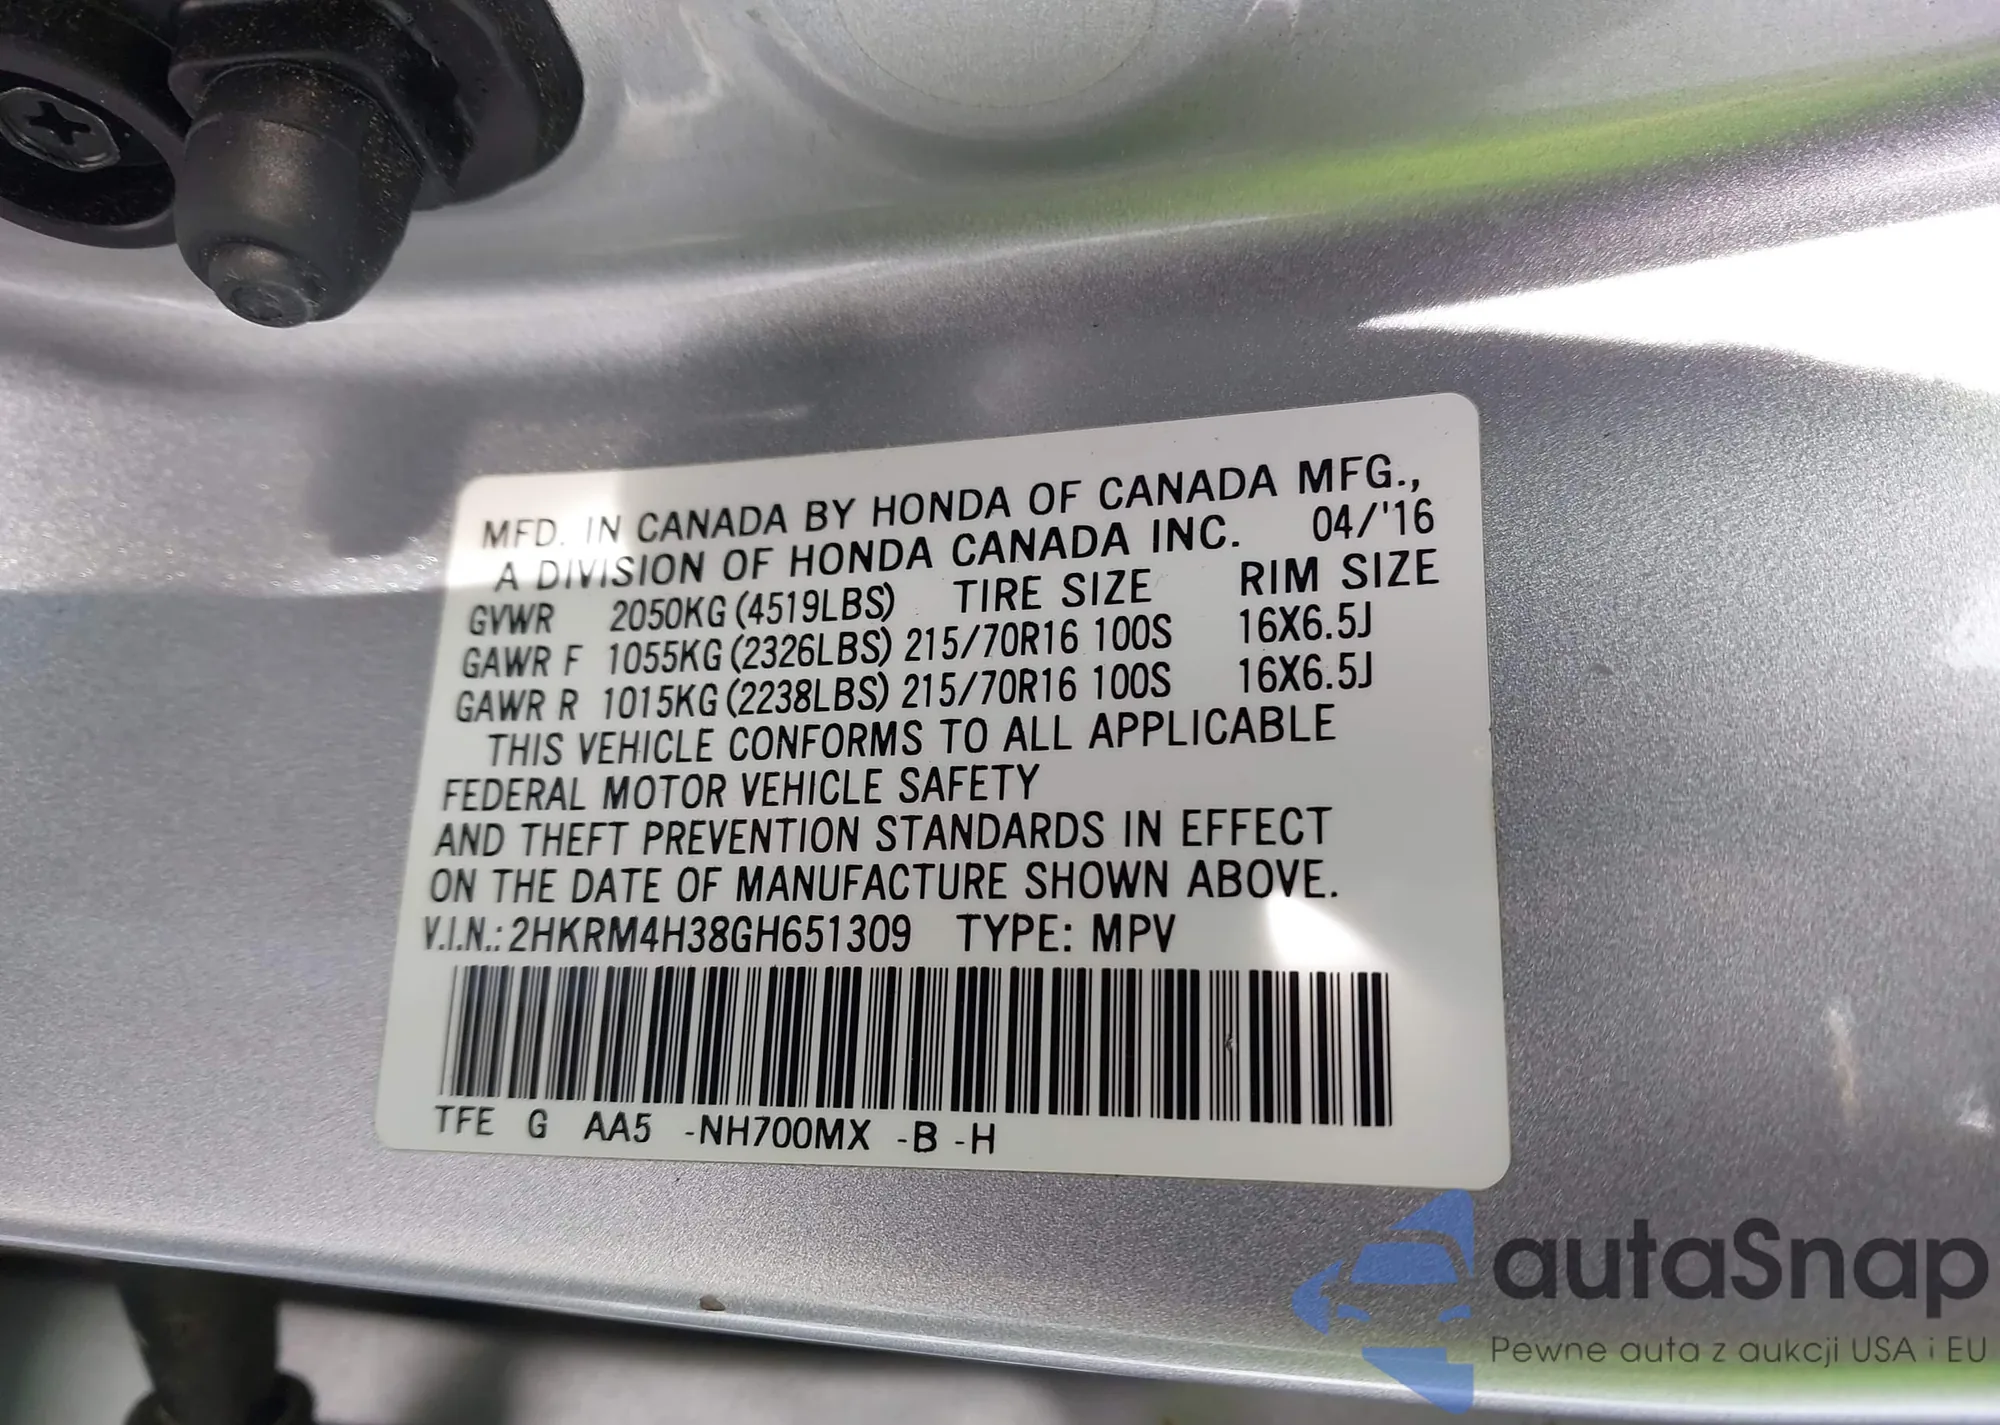 MFD. IN CANADA BY HONDA OF CANADA MFG.,
A DIVISION OF HONDA CANADA INC. 04/'16
GVWR 2050KG (4519LBS) TIRE SIZE RIM SIZE
GAWR F 1055KG (2326LBS) 215/70R16 100S 16X6.5J
GAWR R 1015KG (2238LBS) 215/70R16 100S 16X6.5J
THIS VEHICLE CONFORMS TO ALL APPLICABLE
FEDERAL MOTOR VEHICLE SAFETY
AND THEFT PREVENTION STANDARDS IN EFFECT
ON THE DATE OF MANUFACTURE SHOWN ABOVE.
V.I.N.: 2HKRM4H38GH651309 TYPE: MPV
TFE G AA5 -NH700MX -B -H
autaSnap
Pewne auta z aukcji USA i EU